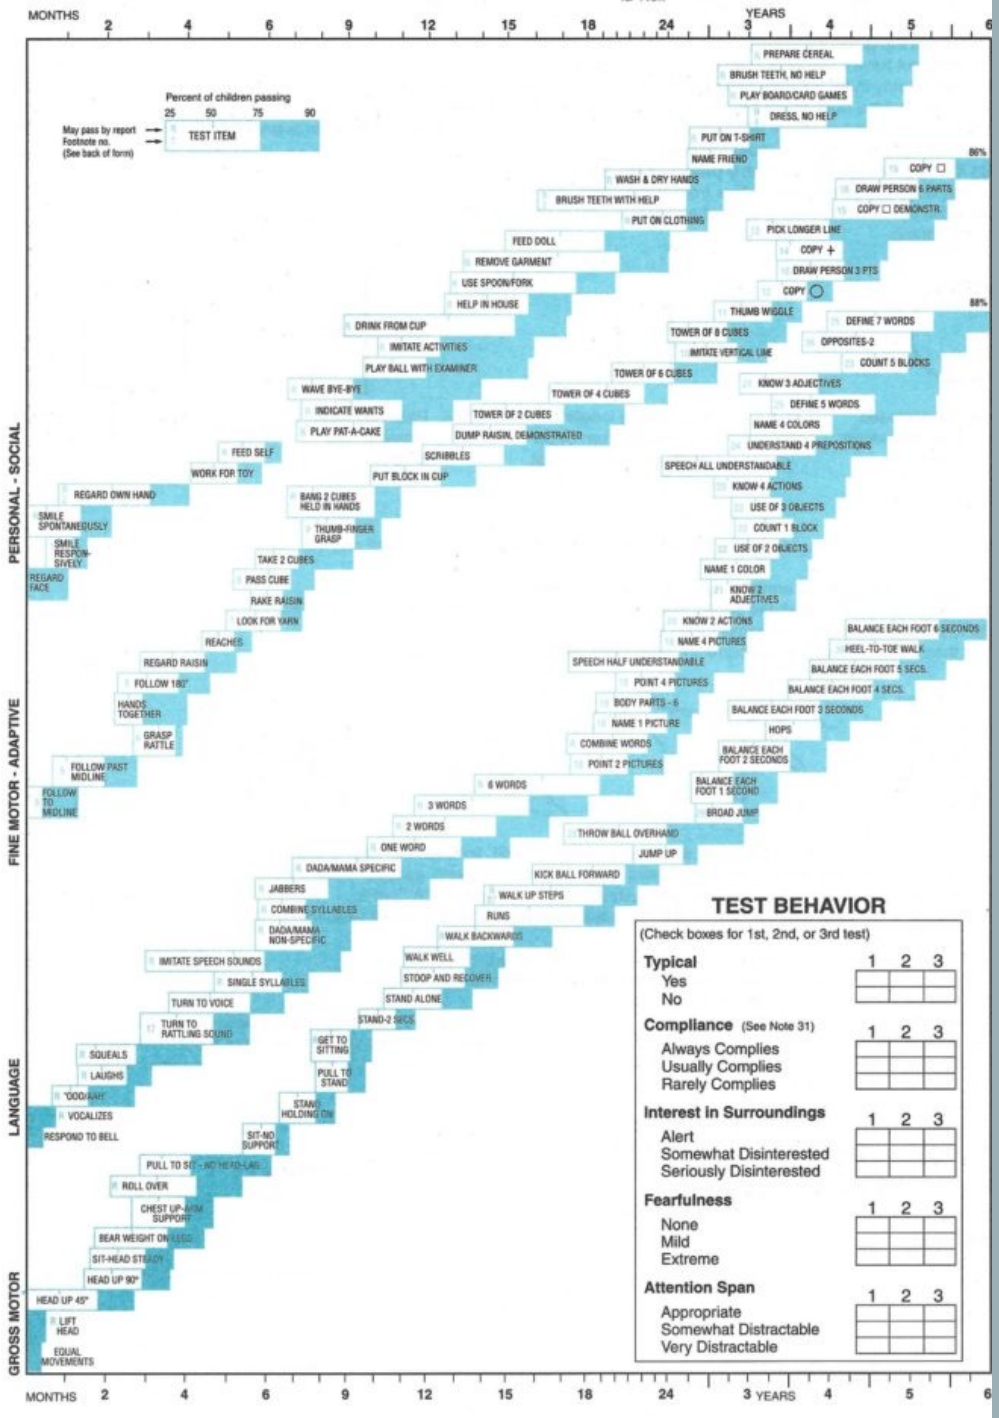 MONTHS
YEARS
2 4 6 9 12 15 18 24 3 4 5 6
Percent of children passing
25 50 75 90
May pass by report
Footnote no.
(See back of form)
TEST ITEM
PREPARE CEREAL
BRUSH TEETH, NO HELP
PLAY BOARD/CARD GAMES
DRESS, NO HELP
PUT ON T-SHIRT
NAME FRIEND
WASH & DRY HANDS
BRUSH TEETH WITH HELP
PUT ON CLOTHING
FEED DOLL
REMOVE GARMENT
USE SPOON/FORK
HELP IN HOUSE
DRINK FROM CUP
IMITATE ACTIVITIES
PLAY BALL WITH EXAMINER
WAVE BYE-BYE
INDICATE WANTS
PLAY PAT-A-CAKE
FEED SELF
WORK FOR TOY
REGARD OWN HAND
SMILE
SPONTANEOUSLY
SMILE
RESPON-
SIVELY
REGARD
FACE
PERSONAL - SOCIAL
86%
COPY □
DRAW PERSON 6 PARTS
COPY □ DEMONSTR.
PICK LONGER LINE
COPY +
DRAW PERSON 3 PTS
COPY ○
THUMB WIGGLE
TOWER OF 8 CUBES
IMITATE VERTICAL LINE
TOWER OF 6 CUBES
TOWER OF 4 CUBES
TOWER OF 2 CUBES
DUMP RAISIN, DEMONSTRATED
SCRIBBLES
PUT BLOCK IN CUP
BANG 2 CUBES
HELD IN HANDS
THUMB-FINGER
GRASP
TAKE 2 CUBES
PASS CUBE
RAKE RAISIN
LOOK FOR YARN
REACHES
REGARD RAISIN
FOLLOW 180°
HANDS
TOGETHER
GRASP
RATTLE
FOLLOW PAST
MIDLINE
FOLLOW
TO
MIDLINE
FINE MOTOR - ADAPTIVE
88%
DEFINE 7 WORDS
OPPOSITES-2
COUNT 5 BLOCKS
KNOW 3 ADJECTIVES
DEFINE 5 WORDS
NAME 4 COLORS
UNDERSTAND 4 PREPOSITIONS
SPEECH ALL UNDERSTANDABLE
KNOW 4 ACTIONS
USE OF 3 OBJECTS
COUNT 1 BLOCK
USE OF 2 OBJECTS
NAME 1 COLOR
KNOW 2
ADJECTIVES
KNOW 2 ACTIONS
NAME 4 PICTURES
SPEECH HALF UNDERSTANDABLE
POINT 4 PICTURES
BODY PARTS - 6
NAME 1 PICTURE
COMBINE WORDS
POINT 2 PICTURES
6 WORDS
3 WORDS
2 WORDS
ONE WORD
DADA/MAMA SPECIFIC
JABBERS
COMBINE SYLLABLES
DADA/MAMA
NON-SPECIFIC
IMITATE SPEECH SOUNDS
SINGLE SYLLABLES
TURN TO VOICE
TURN TO
RATTLING SOUND
SQUEALS
LAUGHS
"OOO/AAH"
VOCALIZES
RESPOND TO BELL
LANGUAGE
BALANCE EACH FOOT 6 SECONDS
HEEL-TO-TOE WALK
BALANCE EACH FOOT 5 SECS.
BALANCE EACH FOOT 4 SECS.
BALANCE EACH FOOT 3 SECONDS
HOPS
BALANCE EACH
FOOT 2 SECONDS
BALANCE EACH
FOOT 1 SECOND
BROAD JUMP
THROW BALL OVERHAND
JUMP UP
KICK BALL FORWARD
WALK UP STEPS
RUNS
WALK BACKWARDS
WALK WELL
STOOP AND RECOVER
STAND ALONE
STAND-2 SECS.
GET TO
SITTING
PULL TO
STAND
STAND
HOLDING ON
SIT-NO
SUPPORT
PULL TO SIT - NO HEAD-LAG
ROLL OVER
CHEST UP-ARM
SUPPORT
BEAR WEIGHT ON LEGS
SIT-HEAD STEADY
HEAD UP 90°
HEAD UP 45°
LIFT
HEAD
EQUAL
MOVEMENTS
GROSS MOTOR
TEST BEHAVIOR
(Check boxes for 1st, 2nd, or 3rd test)
Typical 1 2 3
Yes
No
Compliance (See Note 31) 1 2 3
Always Complies
Usually Complies
Rarely Complies
Interest in Surroundings 1 2 3
Alert
Somewhat Disinterested
Seriously Disinterested
Fearfulness 1 2 3
None
Mild
Extreme
Attention Span 1 2 3
Appropriate
Somewhat Distractable
Very Distractable
MONTHS 2 4 6 9 12 15 18 24 3 YEARS 4 5 6